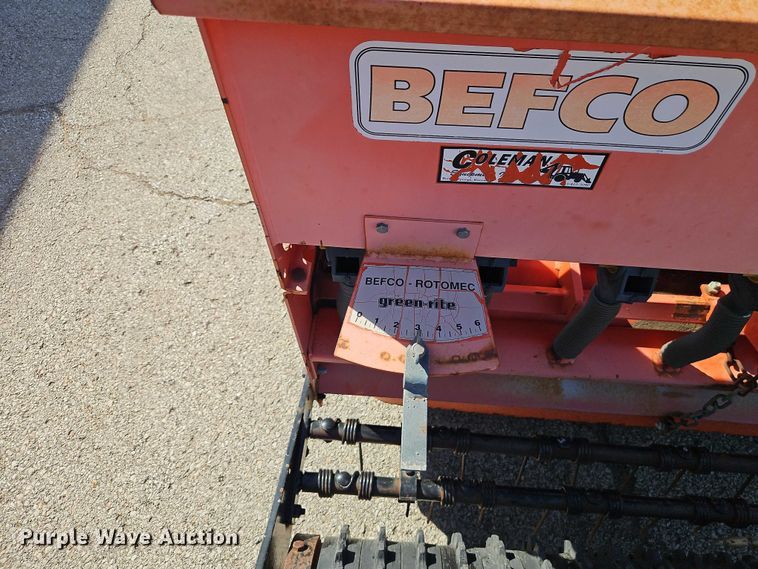 BEFCO
COLEMAN
BEFCO - ROTOMEC
green-rite
0 1 2 3 4 5 6
Purple Wave Auction